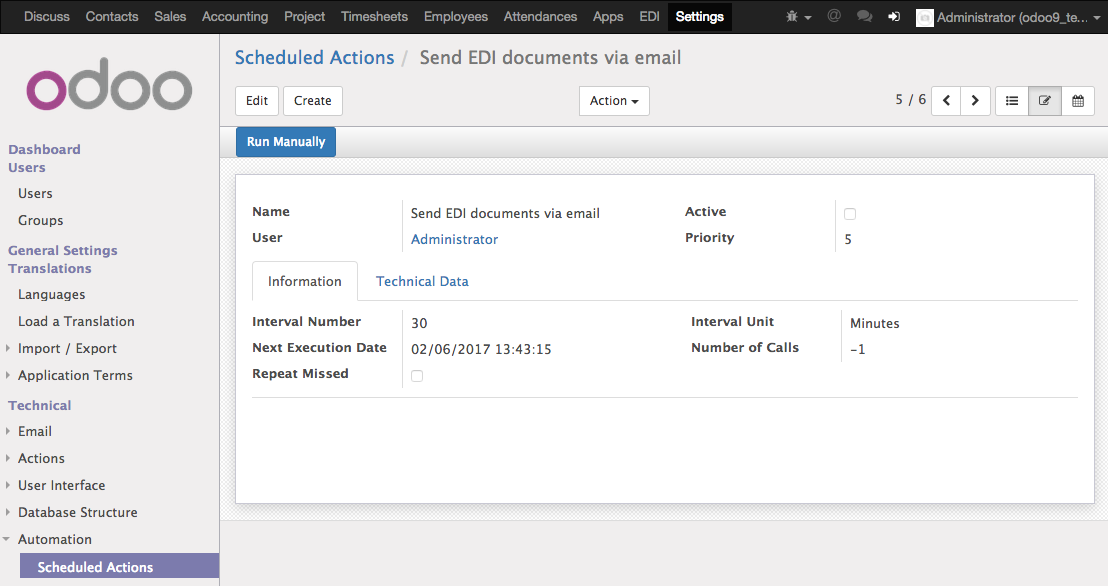 Discuss Contacts Sales Accounting Project Timesheets Employees Attendances Apps EDI Settings @ Administrator (odoo9_te...
odoo
Scheduled Actions / Send EDI documents via email
Edit Create Action 5 / 6
Run Manually
Dashboard
Users
Users
Groups
General Settings
Translations
Languages
Load a Translation
Import / Export
Application Terms
Technical
Email
Actions
User Interface
Database Structure
Automation
Scheduled Actions
Name Send EDI documents via email Active
User Administrator Priority 5
Information Technical Data
Interval Number 30 Interval Unit Minutes
Next Execution Date 02/06/2017 13:43:15 Number of Calls -1
Repeat Missed